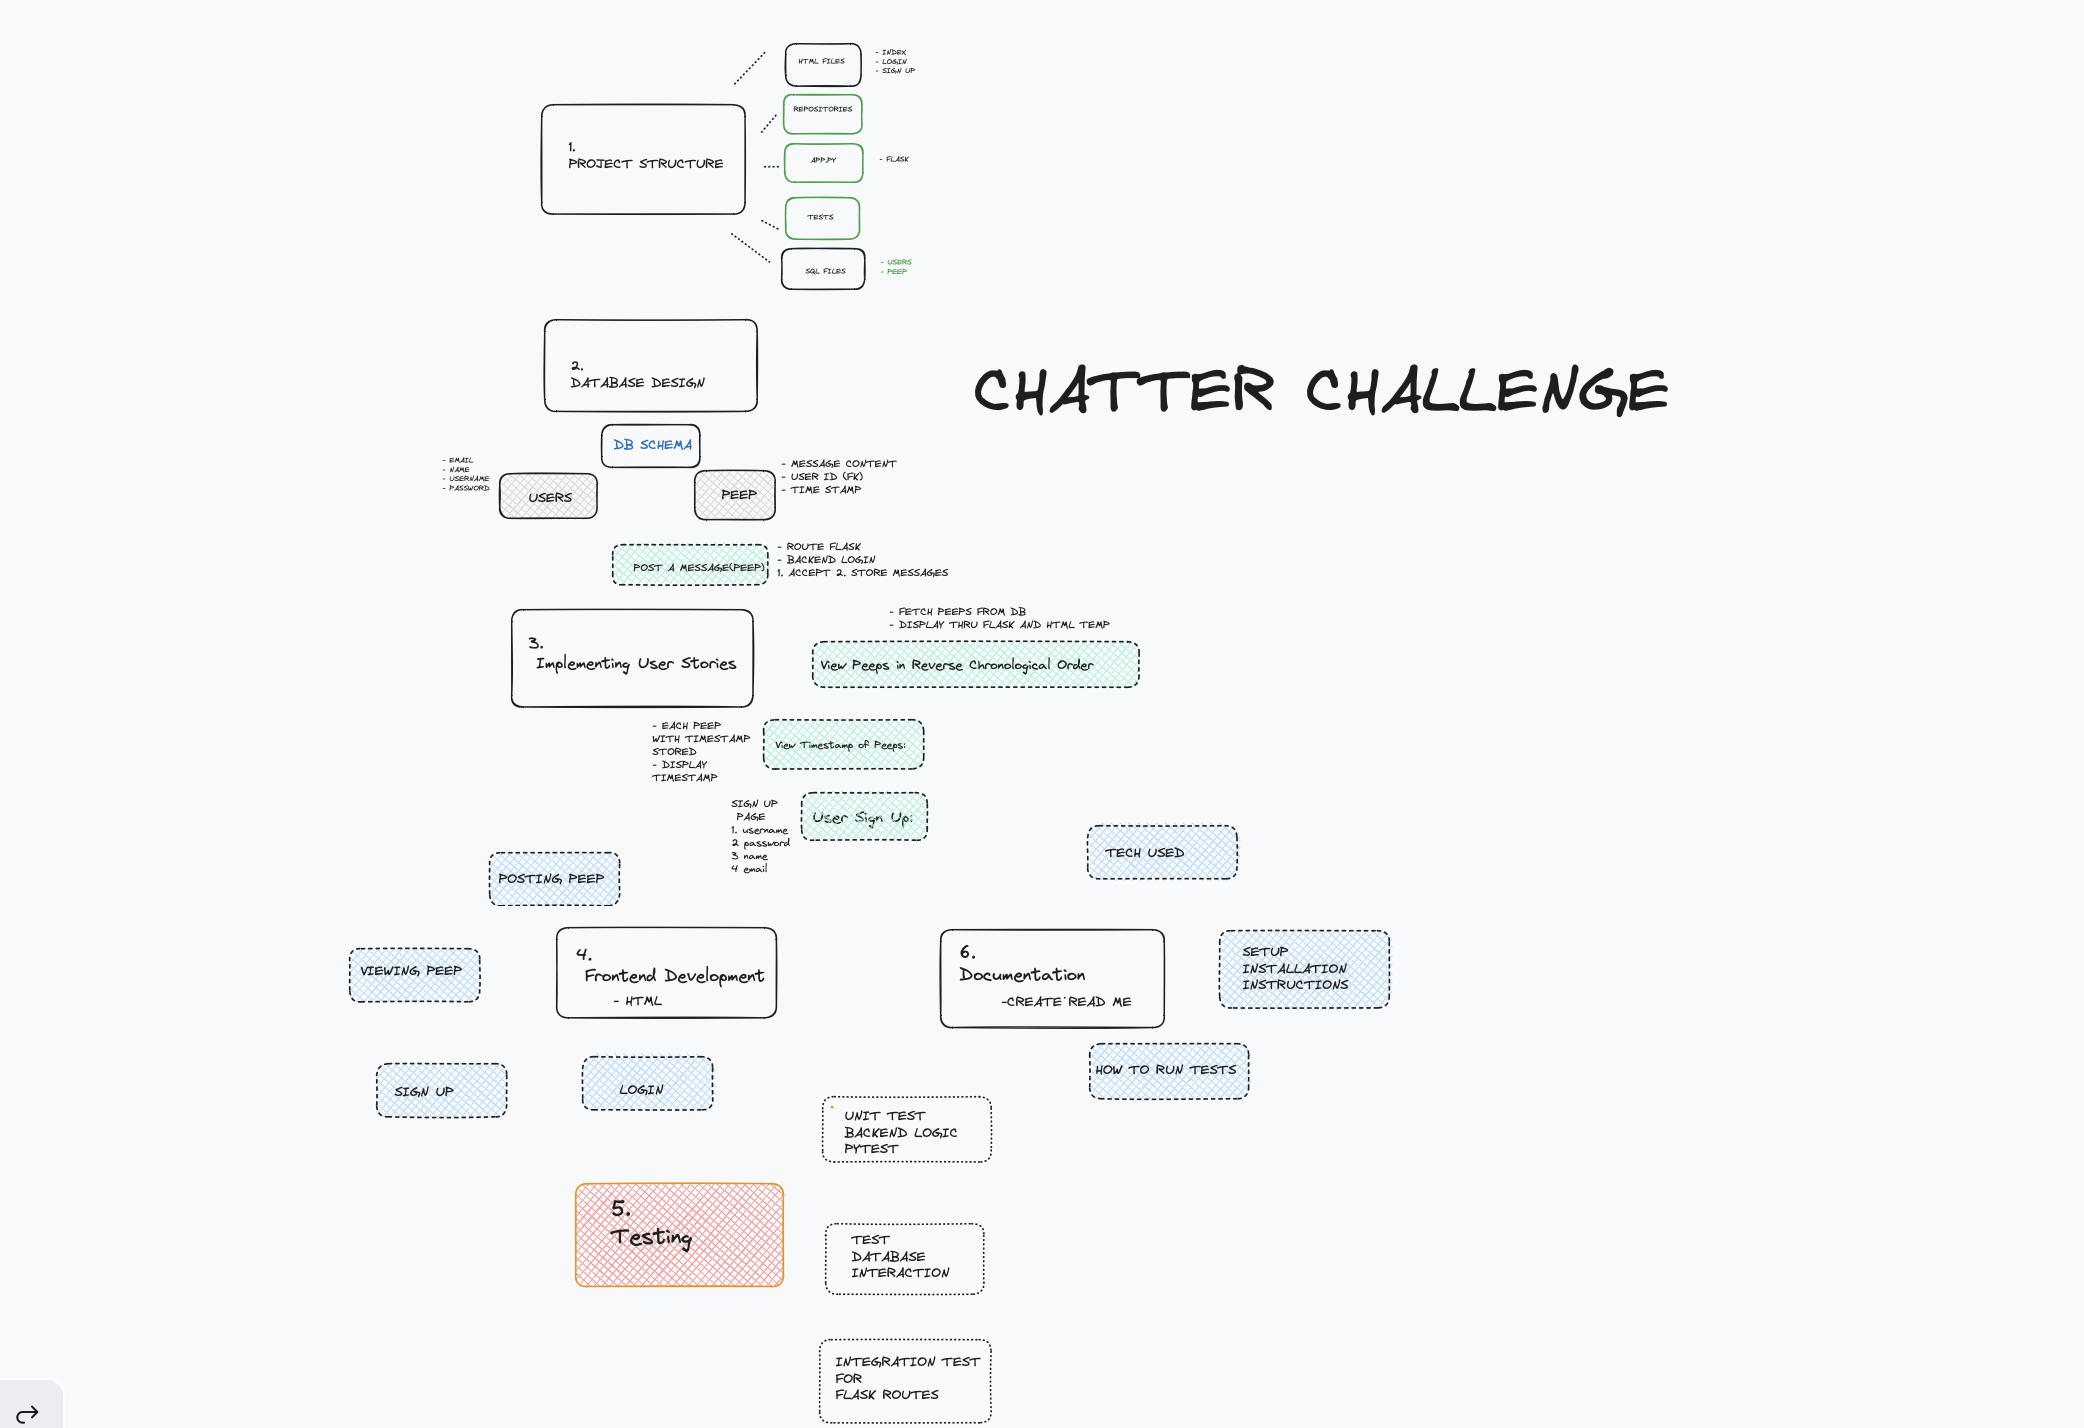 HTML FILES
- INDEX
- LOGIN
- SIGN UP
REPOSITORIES
1.
PROJECT STRUCTURE
APP.PY
- FLASK
TESTS
SQL FILES
- USERS
- PEEP
2.
DATABASE DESIGN
CHATTER CHALLENGE
DB SCHEMA
- EMAIL
- NAME
- USERNAME
- PASSWORD
USERS
PEEP
- MESSAGE CONTENT
- USER ID (FK)
- TIME STAMP
POST A MESSAGE(PEEP)
- ROUTE FLASK
- BACKEND LOGIN
1. ACCEPT 2. STORE MESSAGES
3.
Implementing User Stories
- FETCH PEEPS FROM DB
- DISPLAY THRU FLASK AND HTML TEMP
View Peeps in Reverse Chronological Order
- EACH PEEP
WITH TIMESTAMP
STORED
- DISPLAY
TIMESTAMP
View Timestamp of Peeps:
SIGN UP
PAGE
1. username
2 password
3 name
4 email
User Sign Up:
TECH USED
POSTING PEEP
VIEWING PEEP
4.
Frontend Development
- HTML
6.
Documentation
-CREATE READ ME
SETUP
INSTALLATION
INSTRUCTIONS
SIGN UP
LOGIN
HOW TO RUN TESTS
UNIT TEST
BACKEND LOGIC
PYTEST
5.
Testing
TEST
DATABASE
INTERACTION
INTEGRATION TEST
FOR
FLASK ROUTES